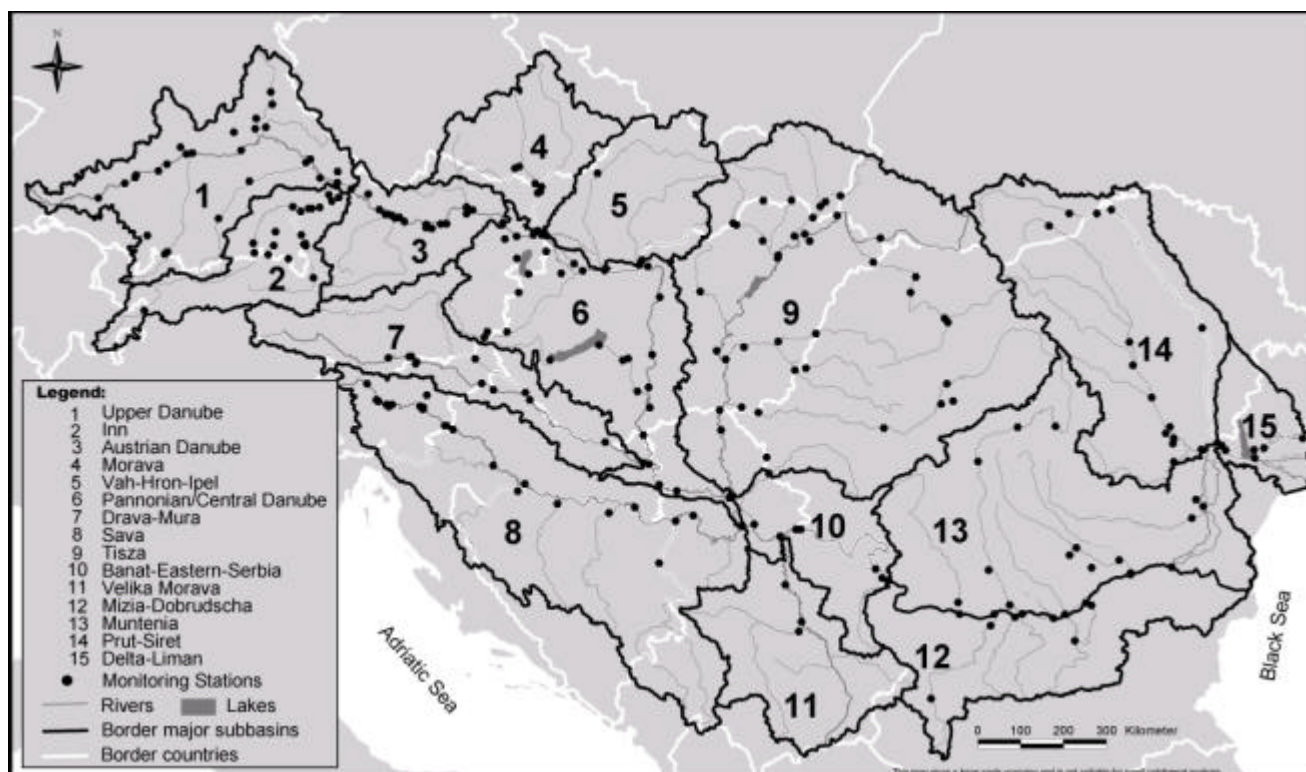 N
1
2
3
4
5
6
7
8
9
10
11
12
13
14
15
Legend:
1 Upper Danube
2 Inn
3 Austrian Danube
4 Morava
5 Vah-Hron-Ipel
6 Pannonian/Central Danube
7 Drava-Mura
8 Sava
9 Tisza
10 Banat-Eastern-Serbia
11 Velika Morava
12 Mizia-Dobrudscha
13 Muntenia
14 Prut-Siret
15 Delta-Liman
Monitoring Stations
Rivers Lakes
Border major subbasins
Border countries
Adriatic Sea
Black Sea
0 100 200 300 Kilometer